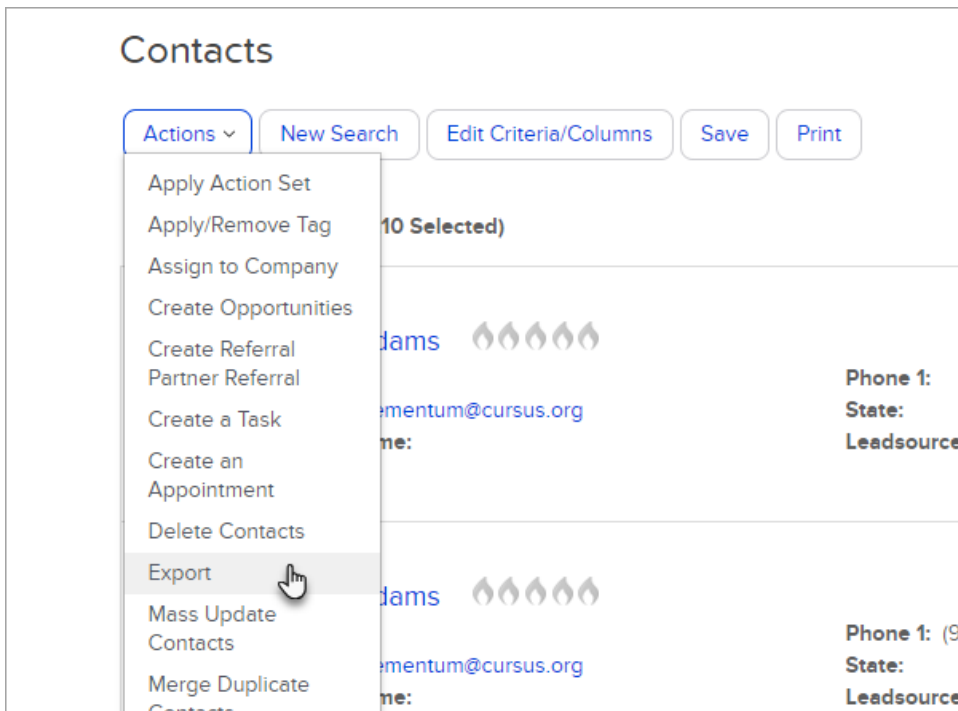 Contacts
Actions New Search Edit Criteria/Columns Save Print
Apply Action Set
Apply/Remove Tag
10 Selected)
Assign to Company
Create Opportunities
Create Referral
Partner Referral
Create a Task
Create an
Appointment
Delete Contacts
Export
Mass Update
Contacts
Merge Duplicate
dams
Phone 1:
ementum@cursus.org
State:
me:
Leadsource
dams
Phone 1: (9
ementum@cursus.org
State:
me:
Leadsource